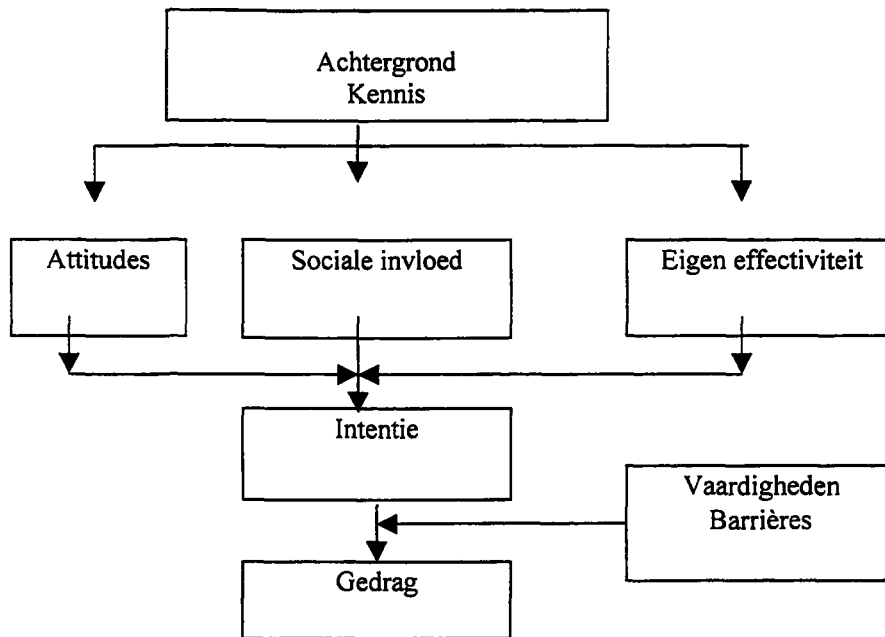 Achtergrond
Kennis
Attitudes
Sociale invloed
Eigen effectiviteit
Intentie
Vaardigheden
Barrières
Gedrag